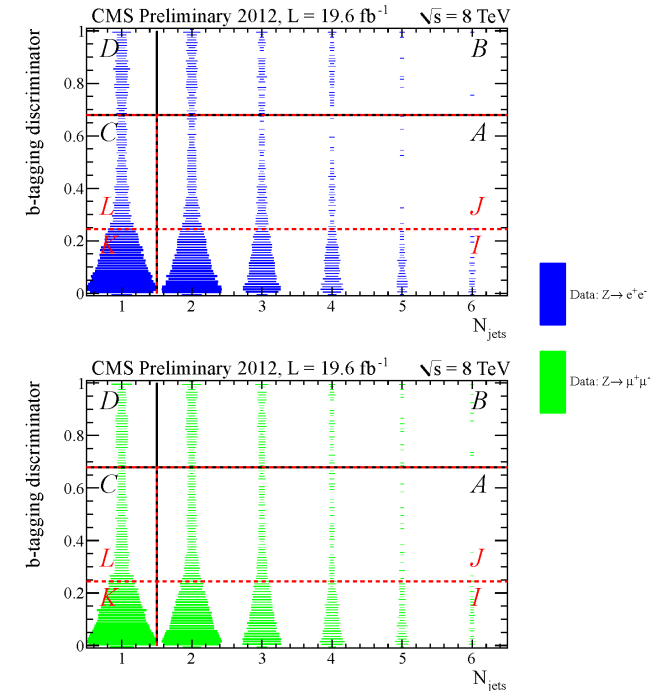 CMS Preliminary 2012, L = 19.6 fb⁻¹ √s = 8 TeV
b-tagging discriminator
1
0.8
0.6
0.4
0.2
0
D B
C A
L J
K I
1 2 3 4 5 6
N_jets
Data: Z→ e⁺e⁻
Data: Z→ μ⁺μ⁻
CMS Preliminary 2012, L = 19.6 fb⁻¹ √s = 8 TeV
b-tagging discriminator
1
0.8
0.6
0.4
0.2
0
D B
C A
L J
K I
1 2 3 4 5 6
N_jets